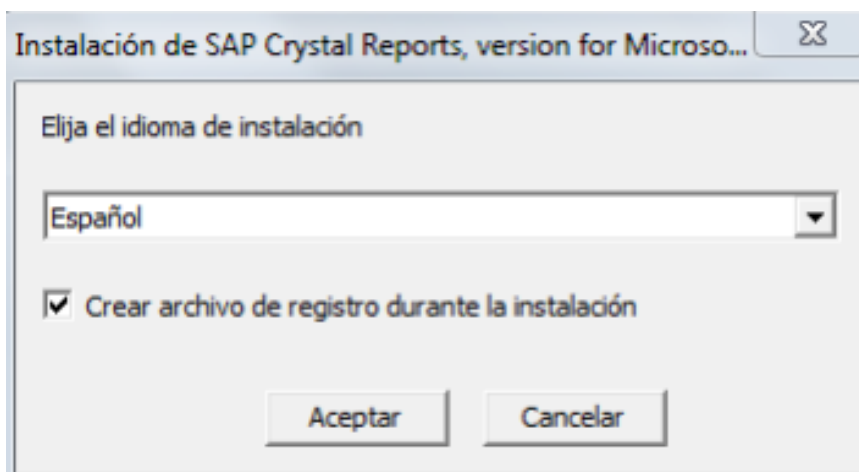 Instalación de SAP Crystal Reports, version for Microso...
Elija el idioma de instalación
Español
Crear archivo de registro durante la instalación
Aceptar Cancelar